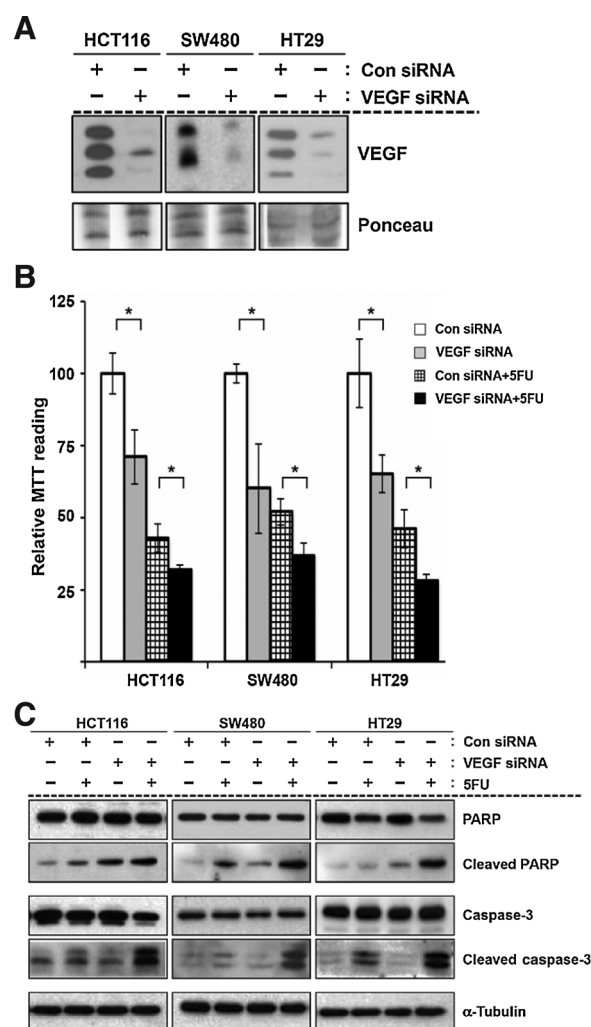 A
HCT116 SW480 HT29
+ − + − + − : Con siRNA
− + − + − + : VEGF siRNA
VEGF
Ponceau
B
125
100
75
50
25
Relative MTT reading
* * * * * *
Con siRNA
VEGF siRNA
Con siRNA+5FU
VEGF siRNA+5FU
HCT116 SW480 HT29
C
HCT116 SW480 HT29
+ + − − + + − − + + − − : Con siRNA
− − + + − − + + − − + + : VEGF siRNA
− + − + − + − + − + − + : 5FU
PARP
Cleaved PARP
Caspase-3
Cleaved caspase-3
α-Tubulin